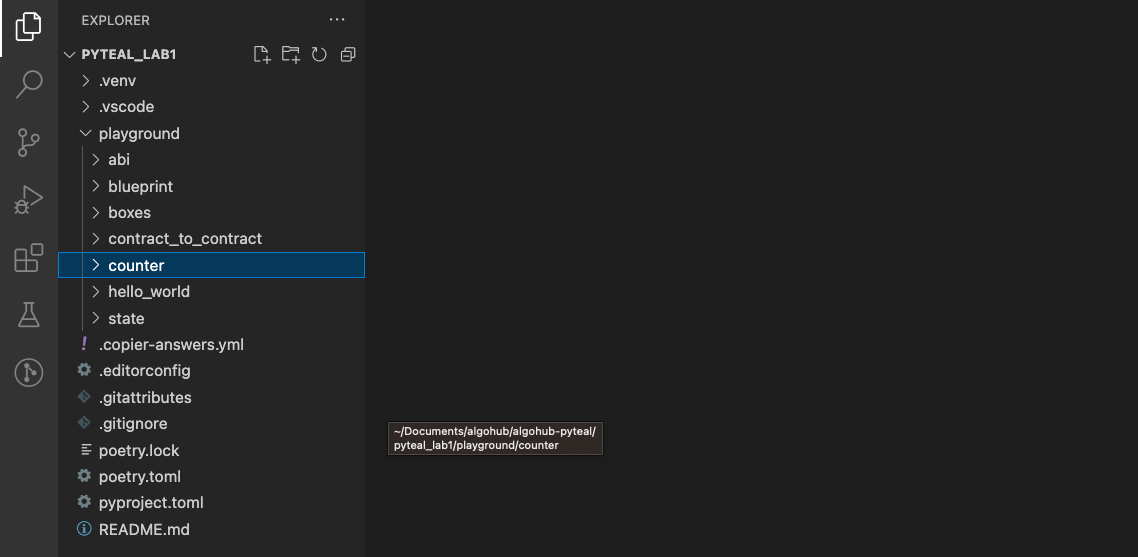 EXPLORER
PYTEAL_LAB1
.venv
.vscode
playground
abi
blueprint
boxes
contract_to_contract
counter
hello_world
state
! .copier-answers.yml
.editorconfig
.gitattributes
.gitignore
poetry.lock
poetry.toml
pyproject.toml
README.md
~/Documents/algohub/algohub-pyteal/
pyteal_lab1/playground/counter